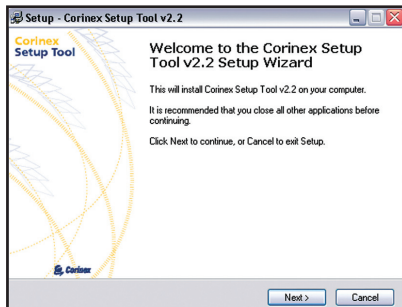 Setup - Corinex Setup Tool v2.2
Corinex
Setup Tool
Welcome to the Corinex Setup
Tool v2.2 Setup Wizard
This will install Corinex Setup Tool v2.2 on your computer.
It is recommended that you close all other applications before
continuing.
Click Next to continue, or Cancel to exit Setup.
Corinex
Next >
Cancel